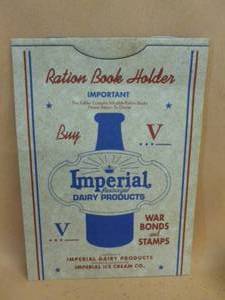 Ration Book Holder
IMPORTANT
Buy V
Imperial
DAIRY PRODUCTS
V
WAR
BONDS
and
STAMPS
IMPERIAL DAIRY PRODUCTS
IMPERIAL ICE CREAM CO.